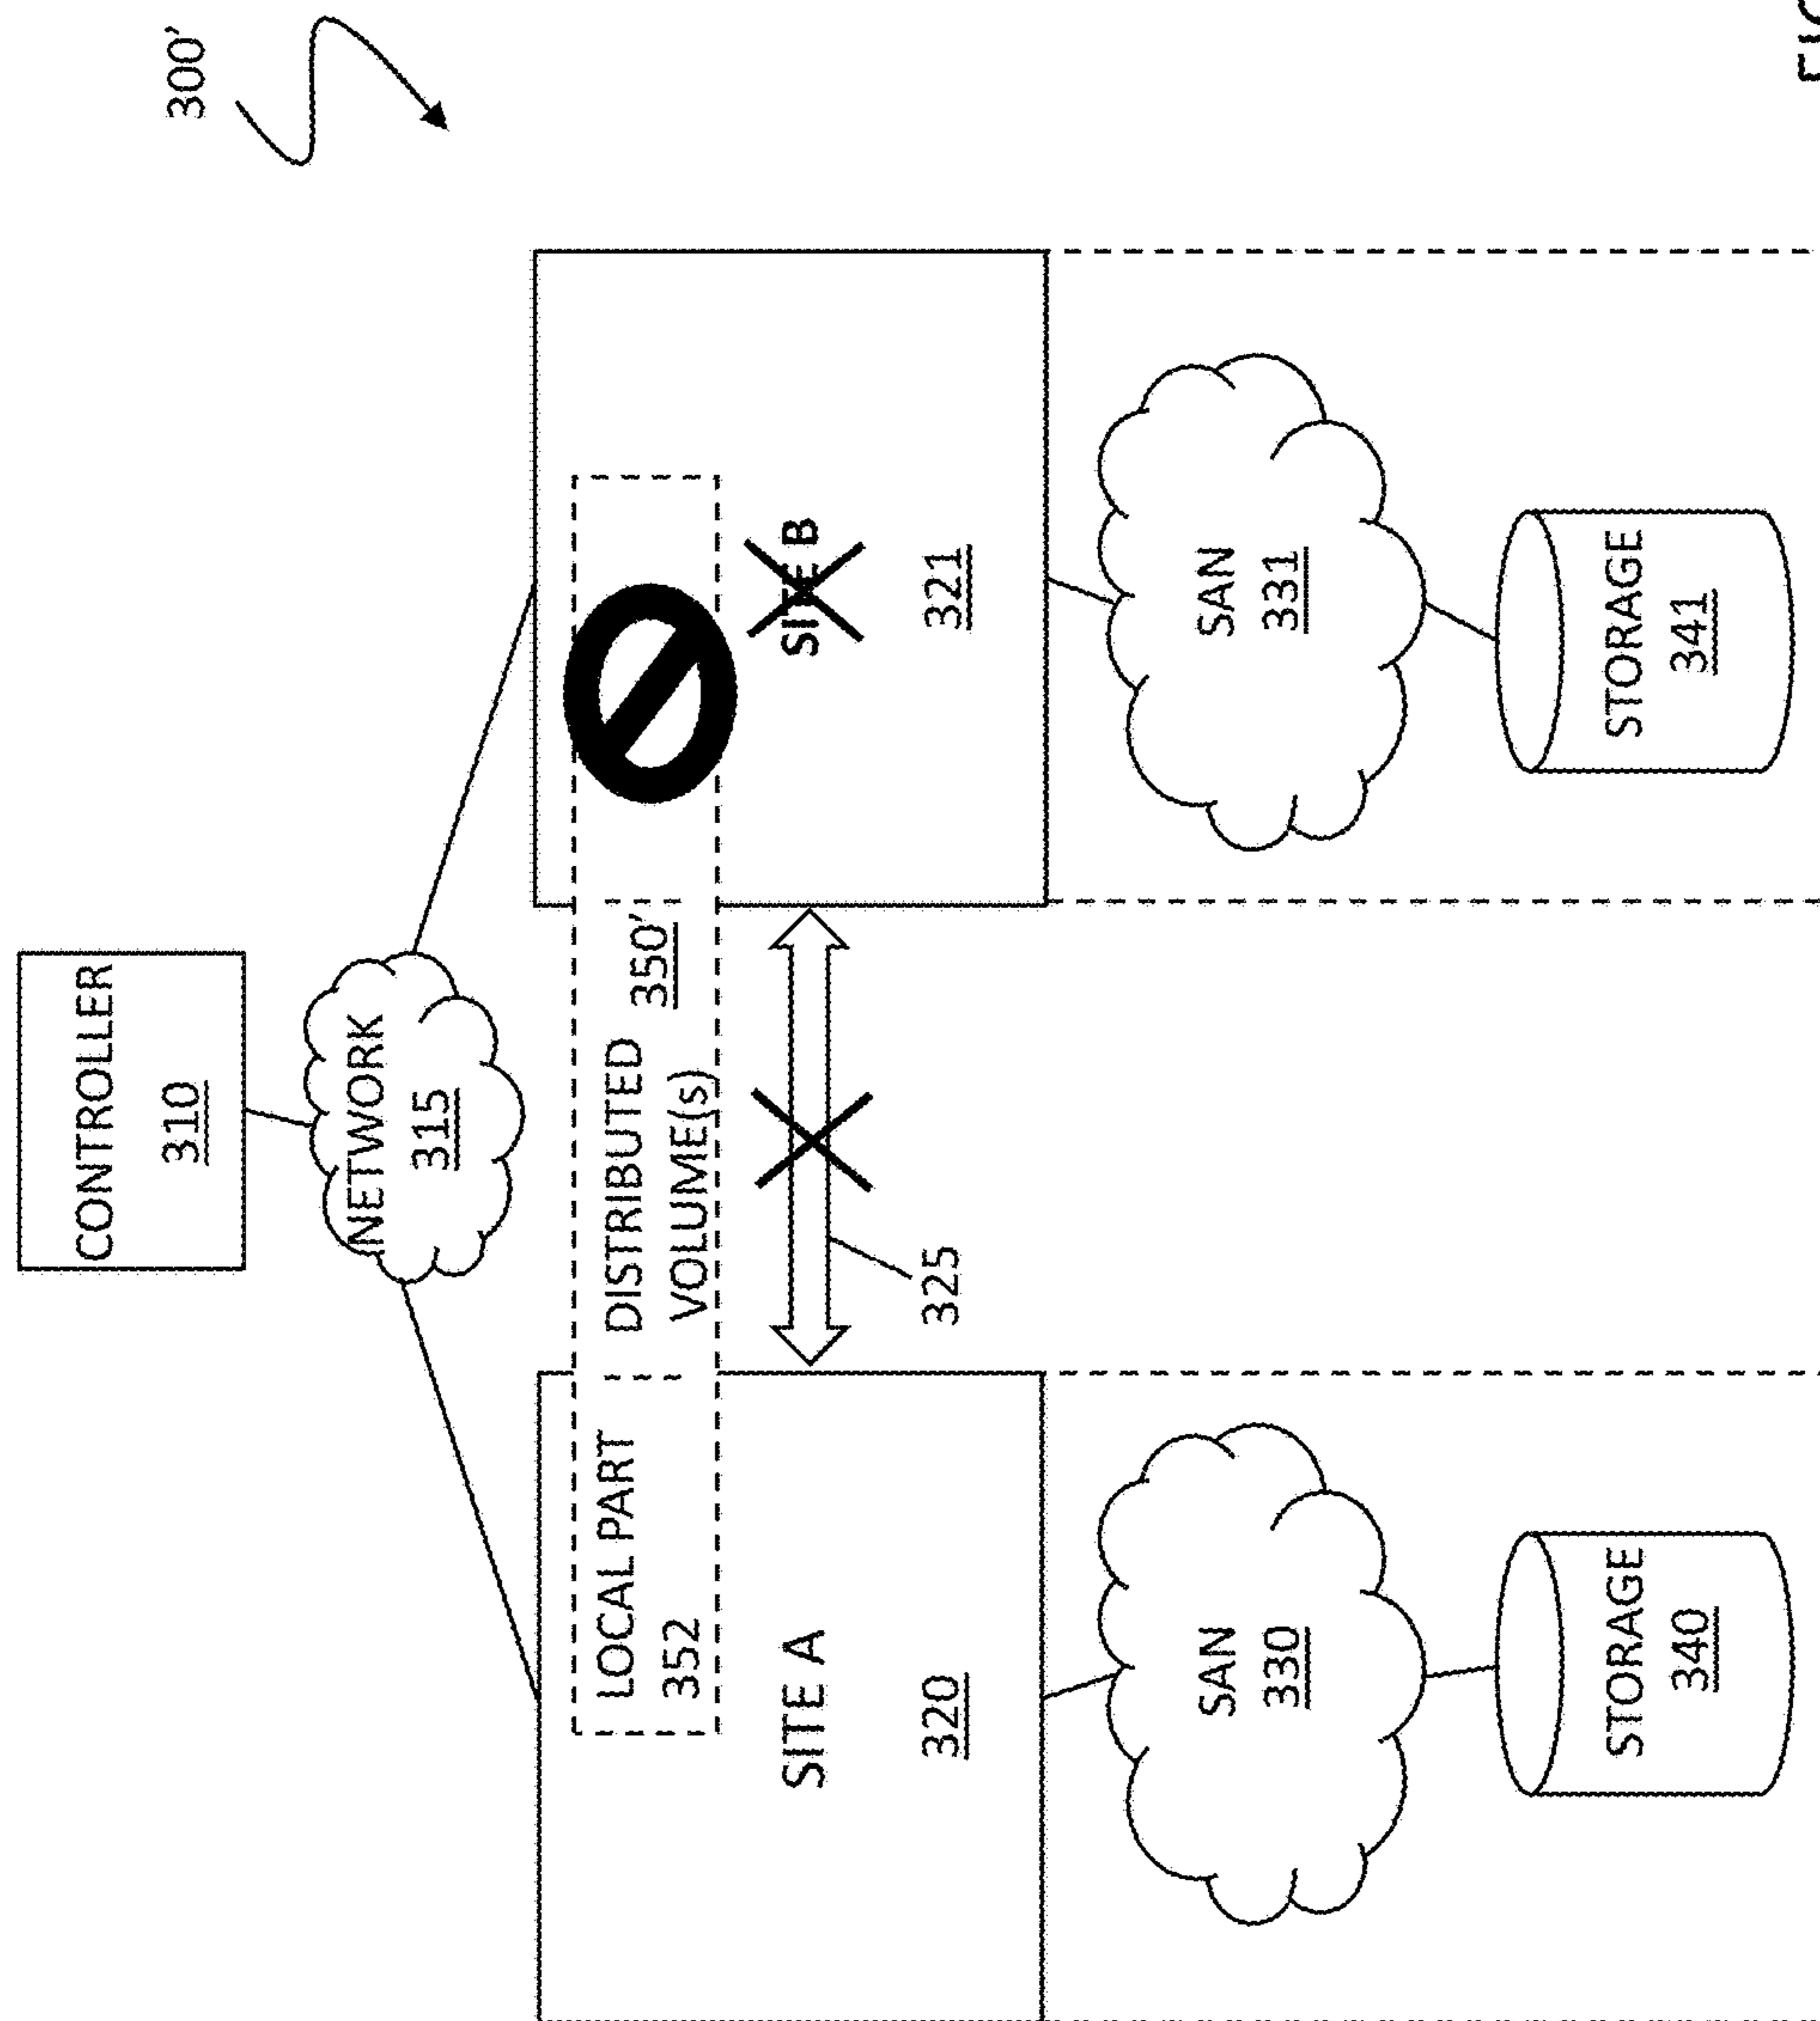 300'
CONTROLLER
310
NETWORK
315
LOCAL PART
352
DISTRIBUTED
VOLUME(s)
350'
SITE A
320
325
SITE B
321
SAN
330
SAN
331
STORAGE
340
STORAGE
341